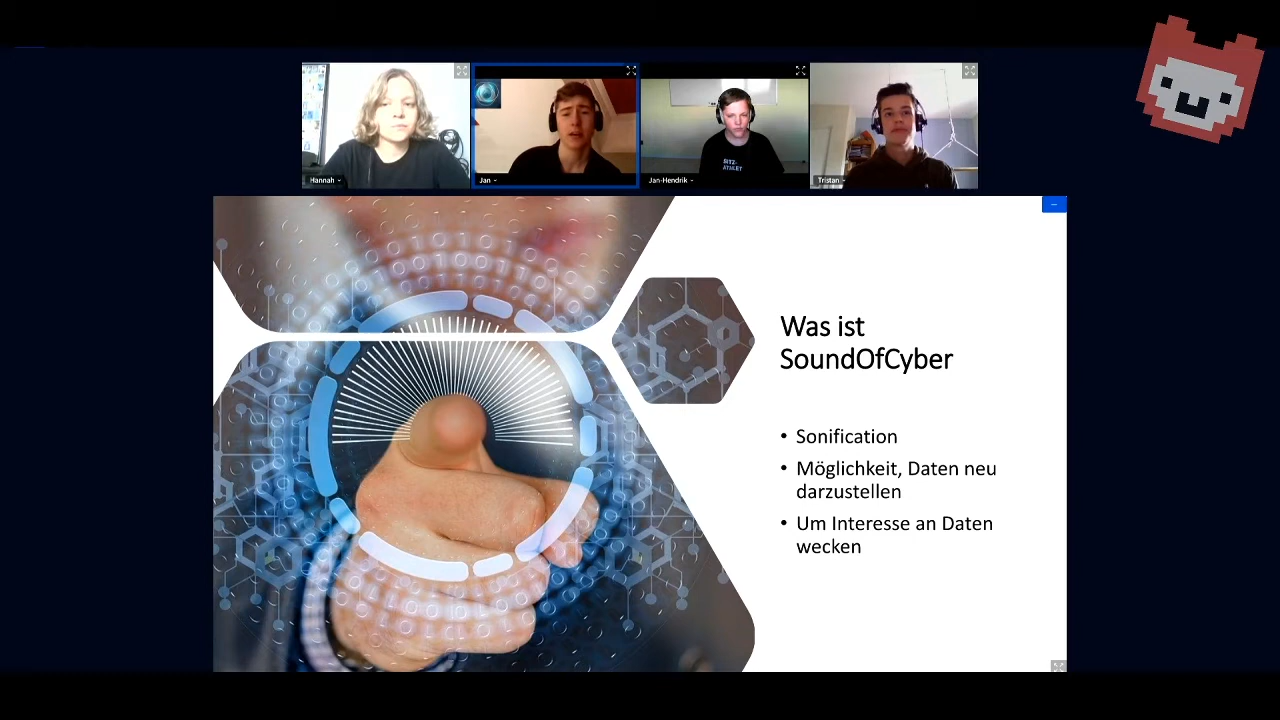 Hannah
Jan
Jan-Hendrik
Tristan
Was ist
SoundOfCyber
• Sonification
• Möglichkeit, Daten neu
darzustellen
• Um Interesse an Daten
wecken